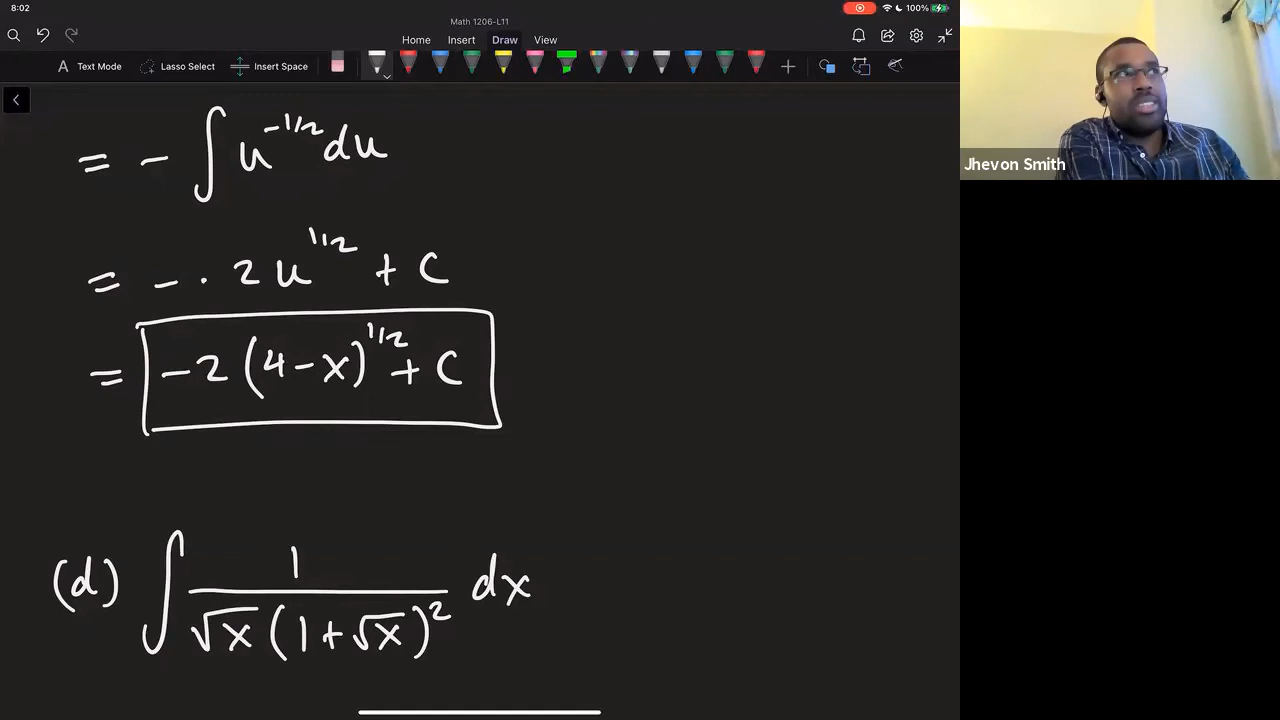 8:02
100%
Math 1206-L11
Home Insert Draw View
Text Mode Lasso Select Insert Space
= - ∫ u^{-1/2} du
= - · 2u^{1/2} + C
= -2(4-x)^{1/2} + C
(d) ∫ 1/(√x(1+√x)^2) dx
Jhevon Smith